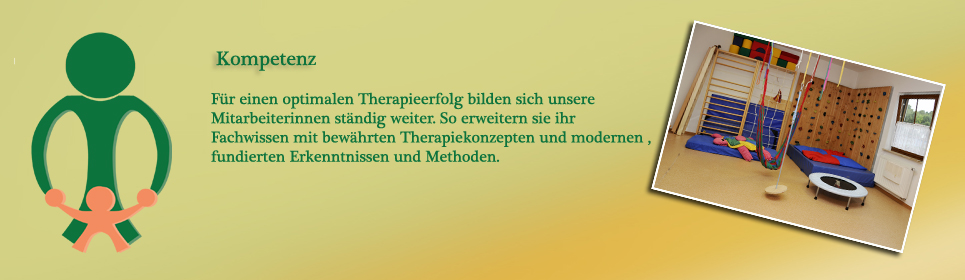 Kompetenz
Für einen optimalen Therapieerfolg bilden sich unsere
Mitarbeiterinnen ständig weiter. So erweitern sie ihr
Fachwissen mit bewährten Therapiekonzepten und modernen ,
fundierten Erkenntnissen und Methoden.